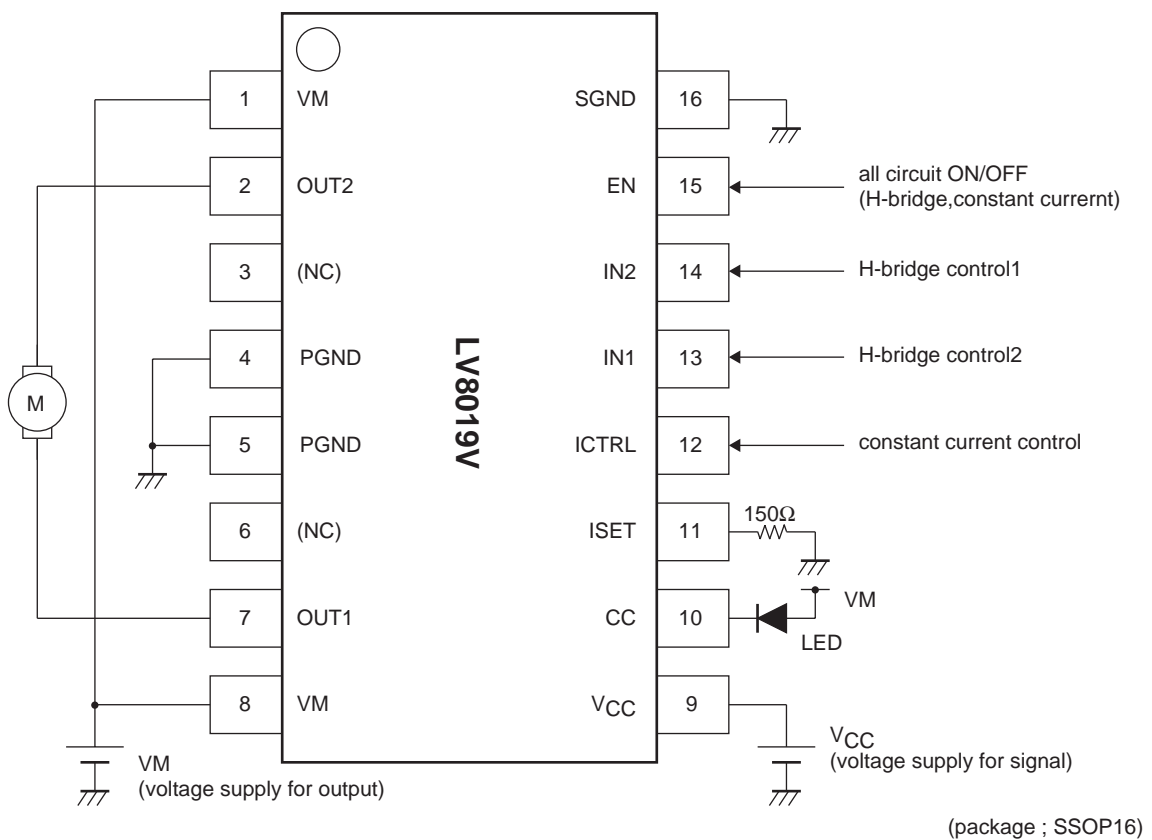 1 VM
SGND 16
2 OUT2
EN 15
all circuit ON/OFF
(H-bridge,constant currernt)
3 (NC)
IN2 14
H-bridge control1
4 PGND
IN1 13
H-bridge control2
M
LV8019V
5 PGND
ICTRL 12
constant current control
6 (NC)
ISET 11
150Ω
7 OUT1
CC 10
VM
LED
8 VM
VCC 9
VM
(voltage supply for output)
VCC
(voltage supply for signal)
(package ; SSOP16)